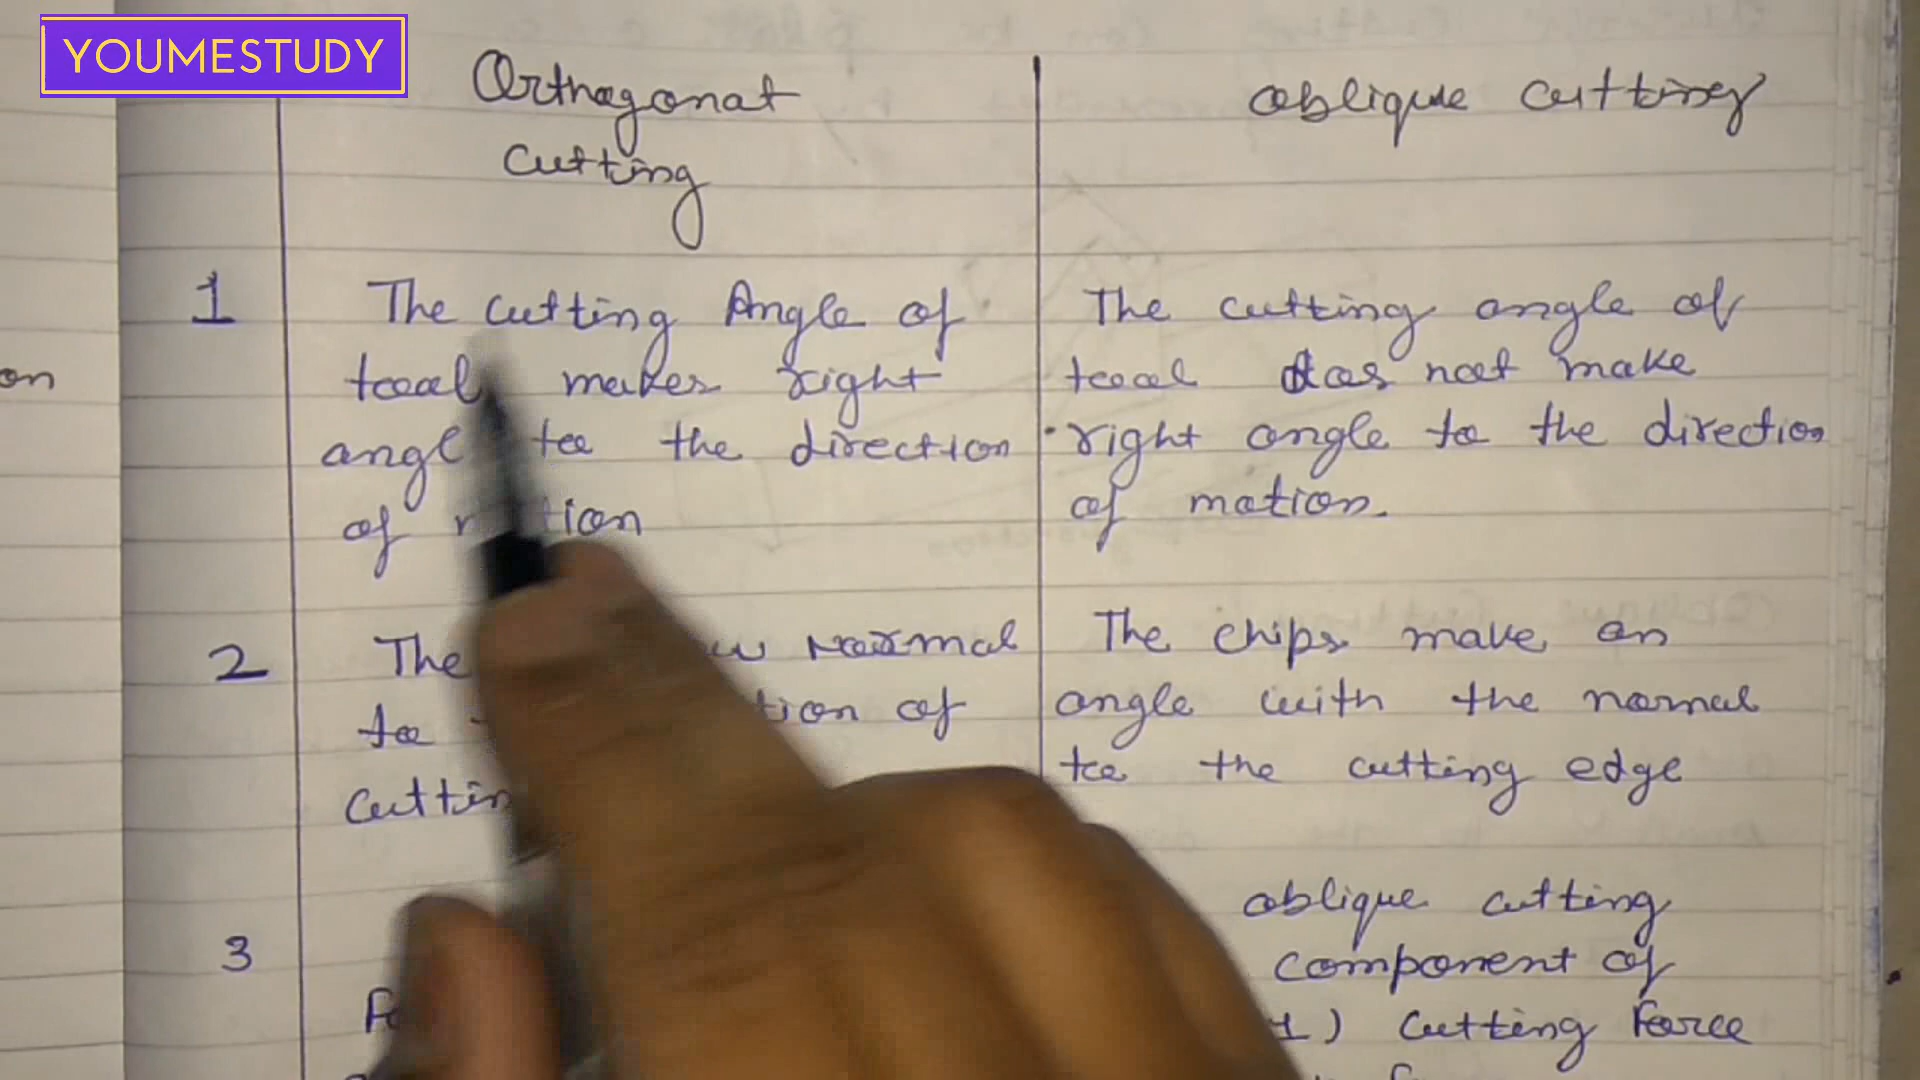 YOUMESTUDY
Orthogonal
cutting
oblique cutting
1
The cutting Angle of
tool makes right
to the direction
of
The cutting angle of
tool does not make
right angle to the direction
of motion.
2
The Normal
to of
The chips make an
angle with the normal
to the cutting edge
3
oblique cutting
component of
1) Cutting Force
on